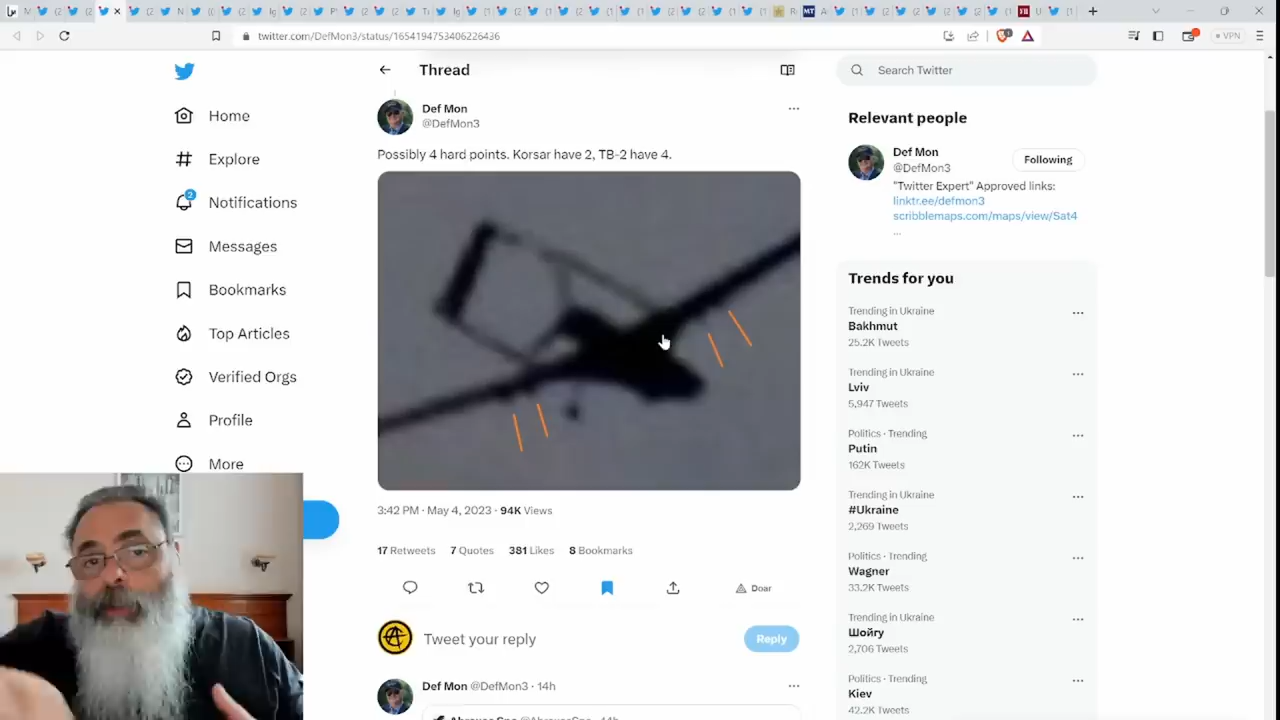 twitter.com/DefMon3/status/1654194753406226436
VPN
Home
Explore
2
Notifications
Messages
Bookmarks
Top Articles
Verified Orgs
Profile
More
Thread
Def Mon
@DefMon3
Possibly 4 hard points. Korsar have 2, TB-2 have 4.
3:42 PM · May 4, 2023 · 94K Views
17 Retweets 7 Quotes 381 Likes 8 Bookmarks
Doar
Tweet your reply
Reply
Def Mon @DefMon3 · 14h
Search Twitter
Relevant people
Def Mon
@DefMon3
Following
"Twitter Expert" Approved links:
linktr.ee/defmon3
scribblemaps.com/maps/view/Sat4
...
Trends for you
Trending in Ukraine
Bakhmut
25.2K Tweets
Trending in Ukraine
Lviv
5,947 Tweets
Politics · Trending
Putin
162K Tweets
Trending in Ukraine
#Ukraine
2,269 Tweets
Politics · Trending
Wagner
33.2K Tweets
Trending in Ukraine
Шойгу
2,706 Tweets
Politics · Trending
Kiev
42.2K Tweets